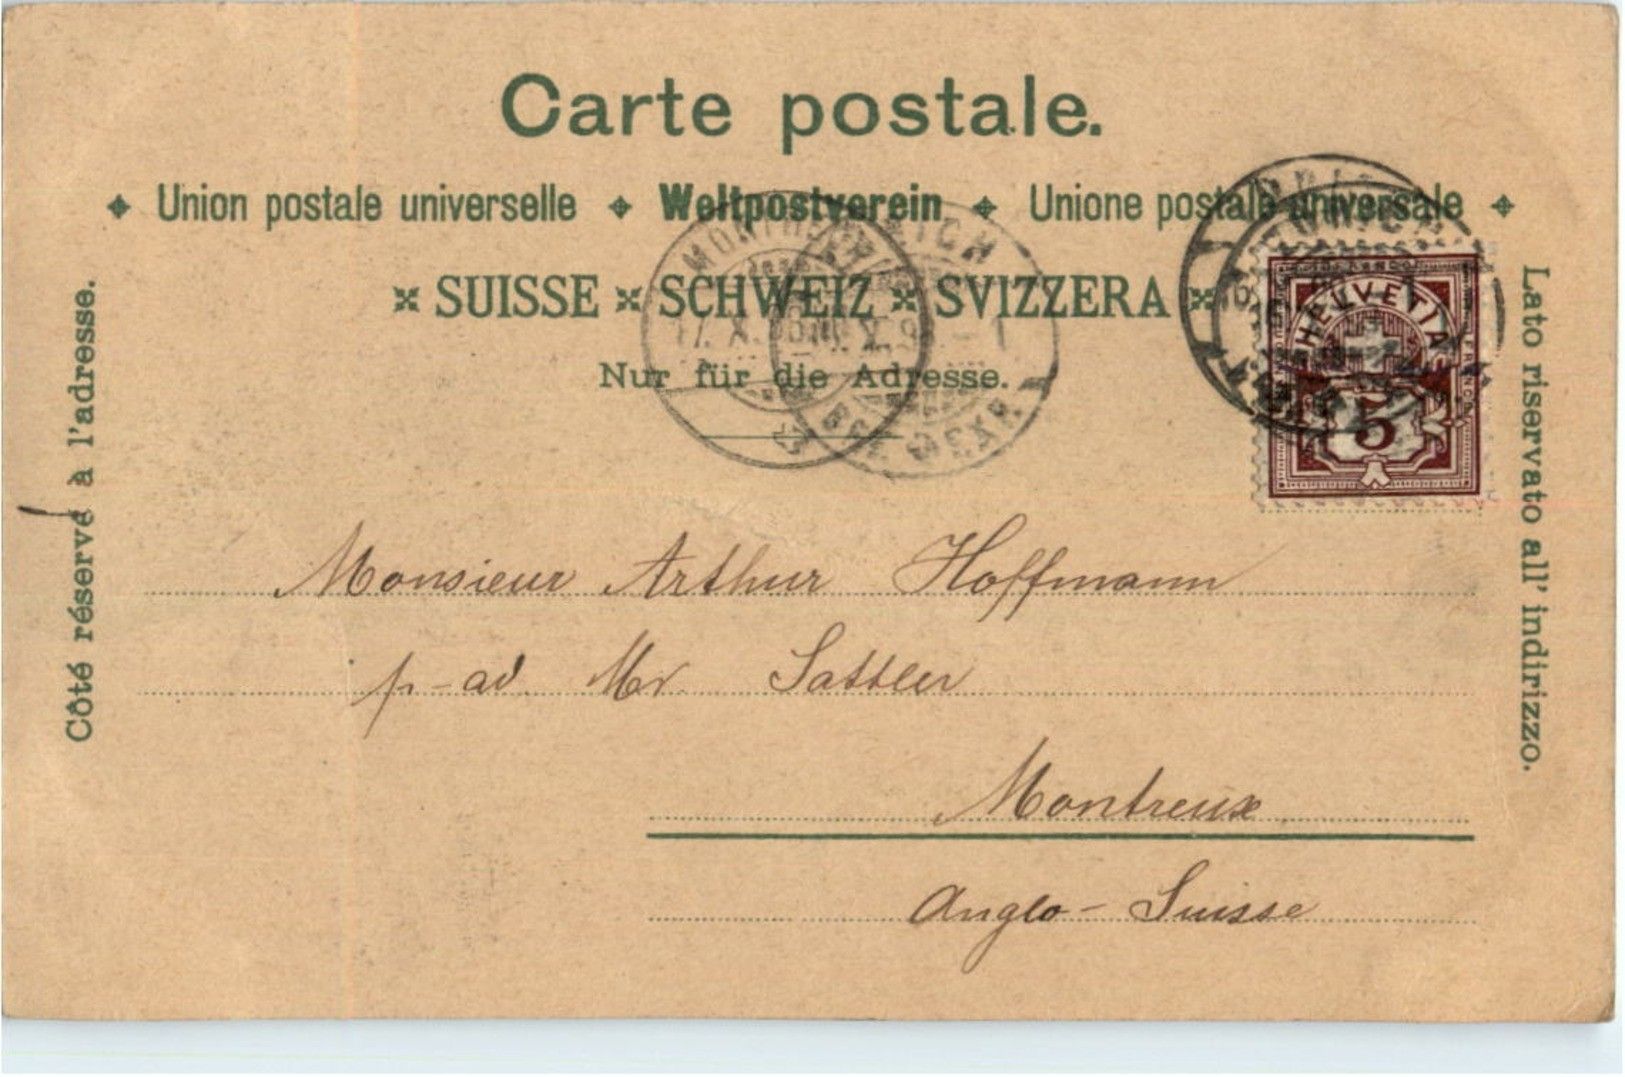 Carte postale.
Union postale universelle Weltpostverein Unione postale universale
SUISSE SCHWEIZ SVIZZERA
Nur für die Adresse.
Côté réservé à l'adresse.
Lato riservato all' indirizzo.
HELVETIA
5
Monsieur Arthur Hoffmann
p-ad. Mr. Sattler
Montreux
Anglo-Suisse